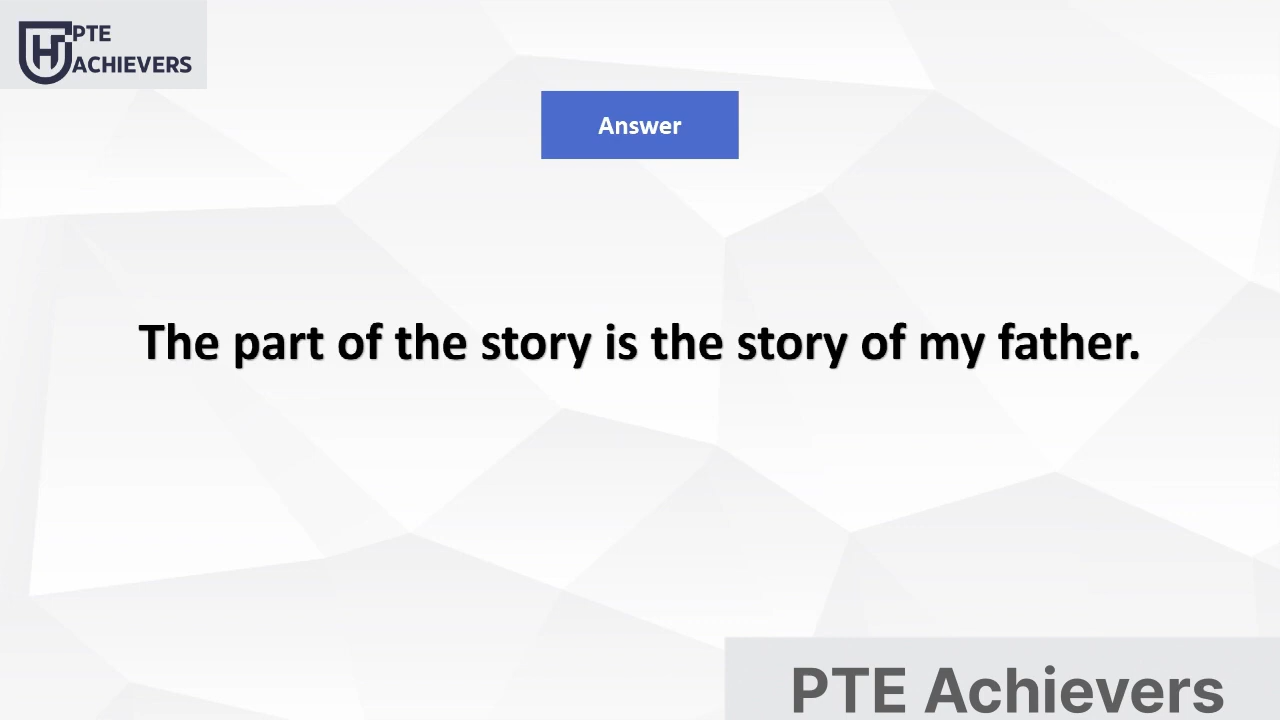 PTE
ACHIEVERS
Answer
The part of the story is the story of my father.
PTE Achievers